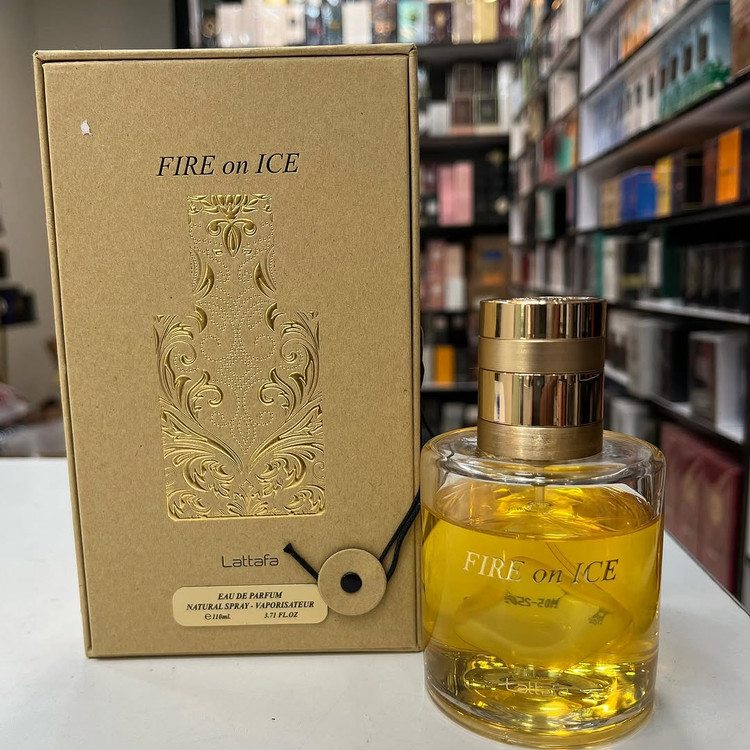 FIRE on ICE
Lattafa
EAU DE PARFUM
NATURAL SPRAY - VAPORISATEUR
℮110mL 3.71 FL.OZ
FIRE on ICE
Lattafa